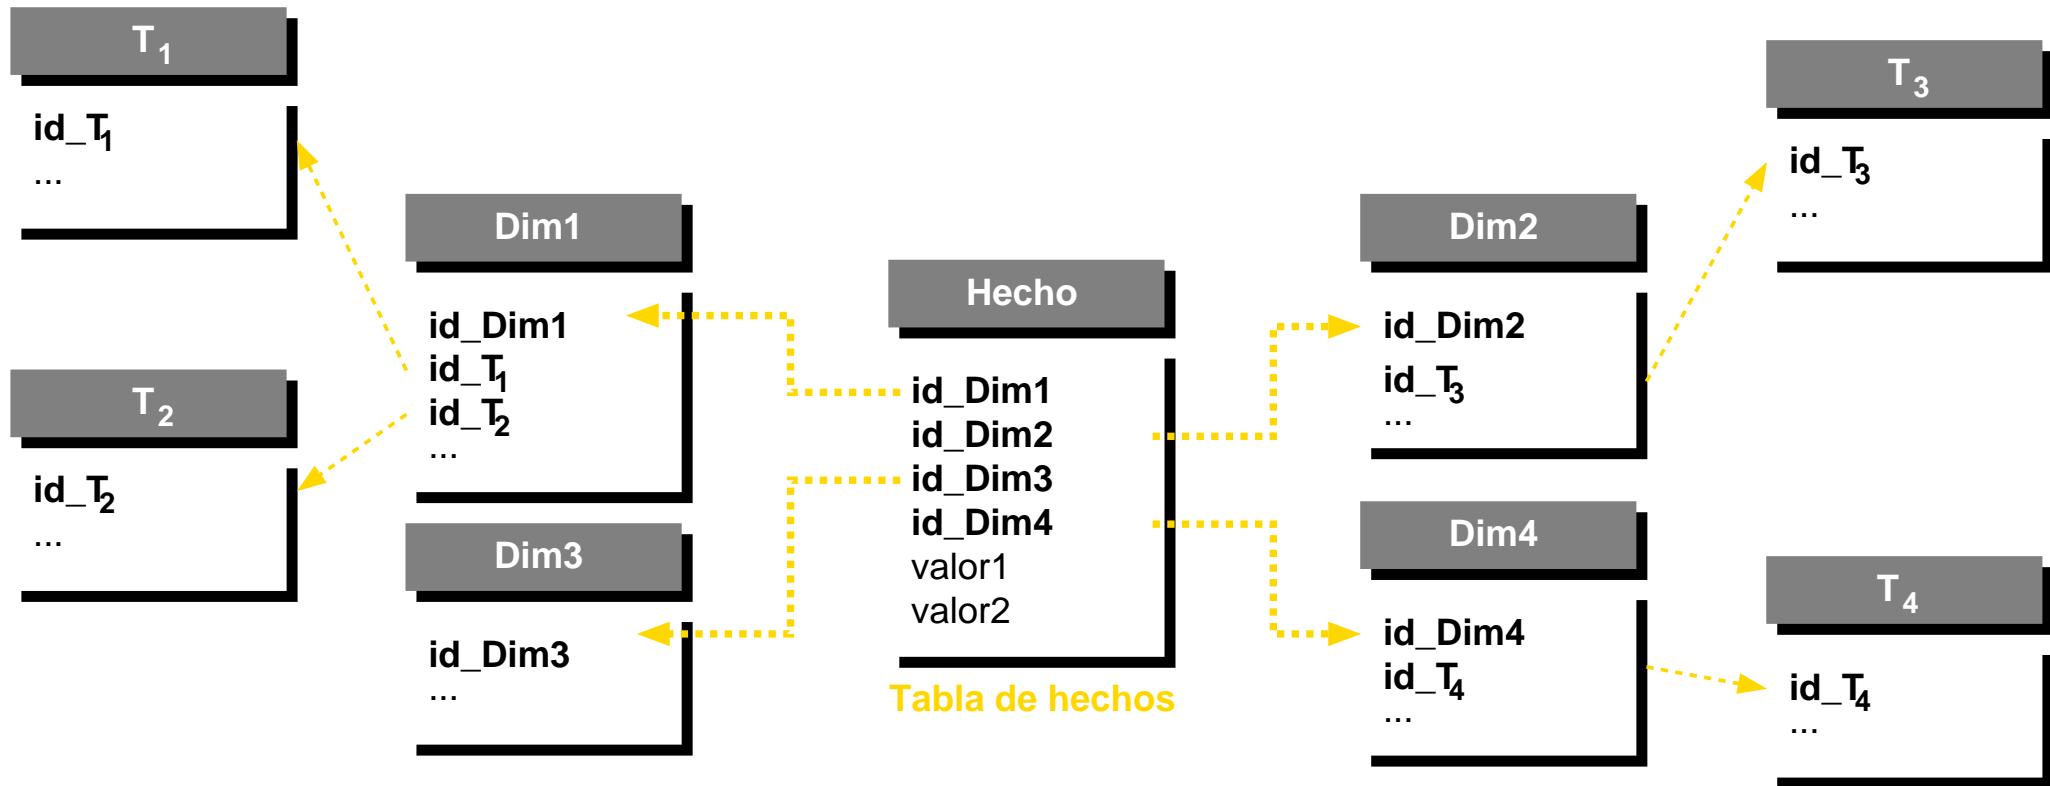 T1
id_T1
...
T2
id_T2
...
Dim1
id_Dim1
id_T1
id_T2
...
Dim3
id_Dim3
...
Hecho
id_Dim1
id_Dim2
id_Dim3
id_Dim4
valor1
valor2
Tabla de hechos
Dim2
id_Dim2
id_T3
...
Dim4
id_Dim4
id_T4
...
T3
id_T3
...
T4
id_T4
...